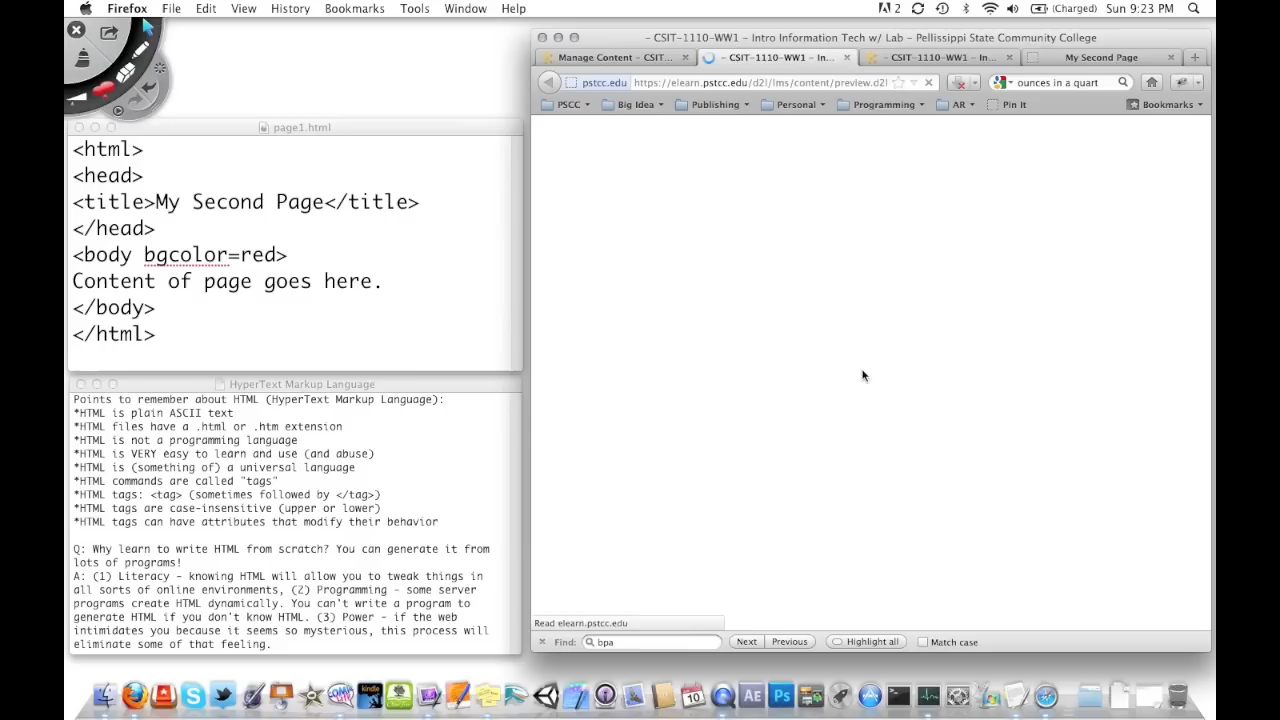 Firefox File Edit View History Bookmarks Tools Window Help
2 (Charged) Sun 9:23 PM
- CSIT-1110-WW1 - Intro Information Tech w/ Lab - Pellissippi State Community College
Manage Content - CSIT... - CSIT-1110-WW1 - In... - CSIT-1110-WW1 - In... My Second Page
pstcc.edu https://elearn.pstcc.edu/d2l/lms/content/preview.d2l ounces in a quart
PSCC Big Idea Publishing Personal Programming AR Pin It Bookmarks
page1.html
<html>
<head>
<title>My Second Page</title>
</head>
<body bgcolor=red>
Content of page goes here.
</body>
</html>
HyperText Markup Language
Points to remember about HTML (HyperText Markup Language):
*HTML is plain ASCII text
*HTML files have a .html or .htm extension
*HTML is not a programming language
*HTML is VERY easy to learn and use (and abuse)
*HTML is (something of) a universal language
*HTML commands are called "tags"
*HTML tags: <tag> (sometimes followed by </tag>)
*HTML tags are case-insensitive (upper or lower)
*HTML tags can have attributes that modify their behavior
Q: Why learn to write HTML from scratch? You can generate it from
lots of programs!
A: (1) Literacy - knowing HTML will allow you to tweak things in
all sorts of online environments, (2) Programming - some server
programs create HTML dynamically. You can't write a program to
generate HTML if you don't know HTML. (3) Power - if the web
intimidates you because it seems so mysterious, this process will
eliminate some of that feeling.
Read elearn.pstcc.edu
Find: bpa Next Previous Highlight all Match case
kindle 10 AE Ps